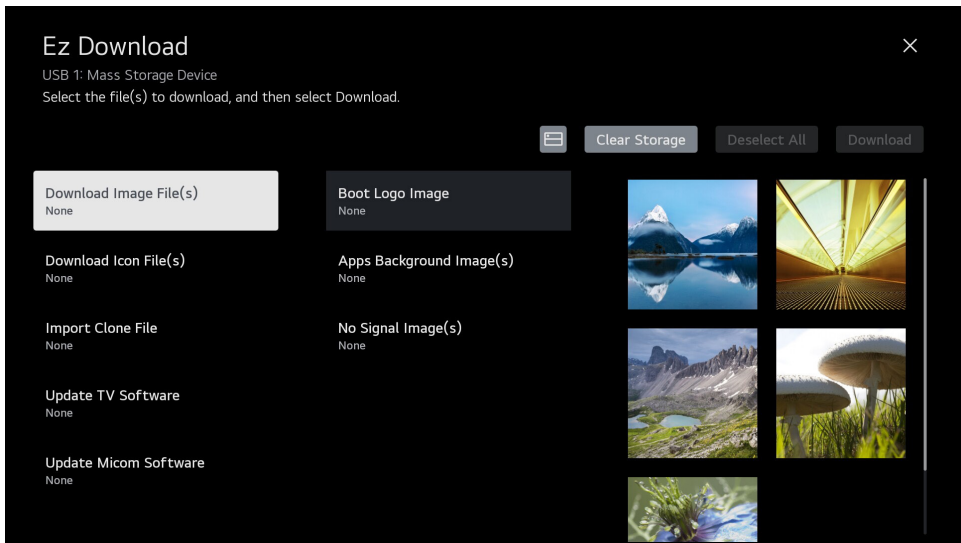 Ez Download
USB 1: Mass Storage Device
Select the file(s) to download, and then select Download.
Clear Storage
Deselect All
Download
Download Image File(s)
None
Download Icon File(s)
None
Import Clone File
None
Update TV Software
None
Update Micom Software
None
Boot Logo Image
None
Apps Background Image(s)
None
No Signal Image(s)
None